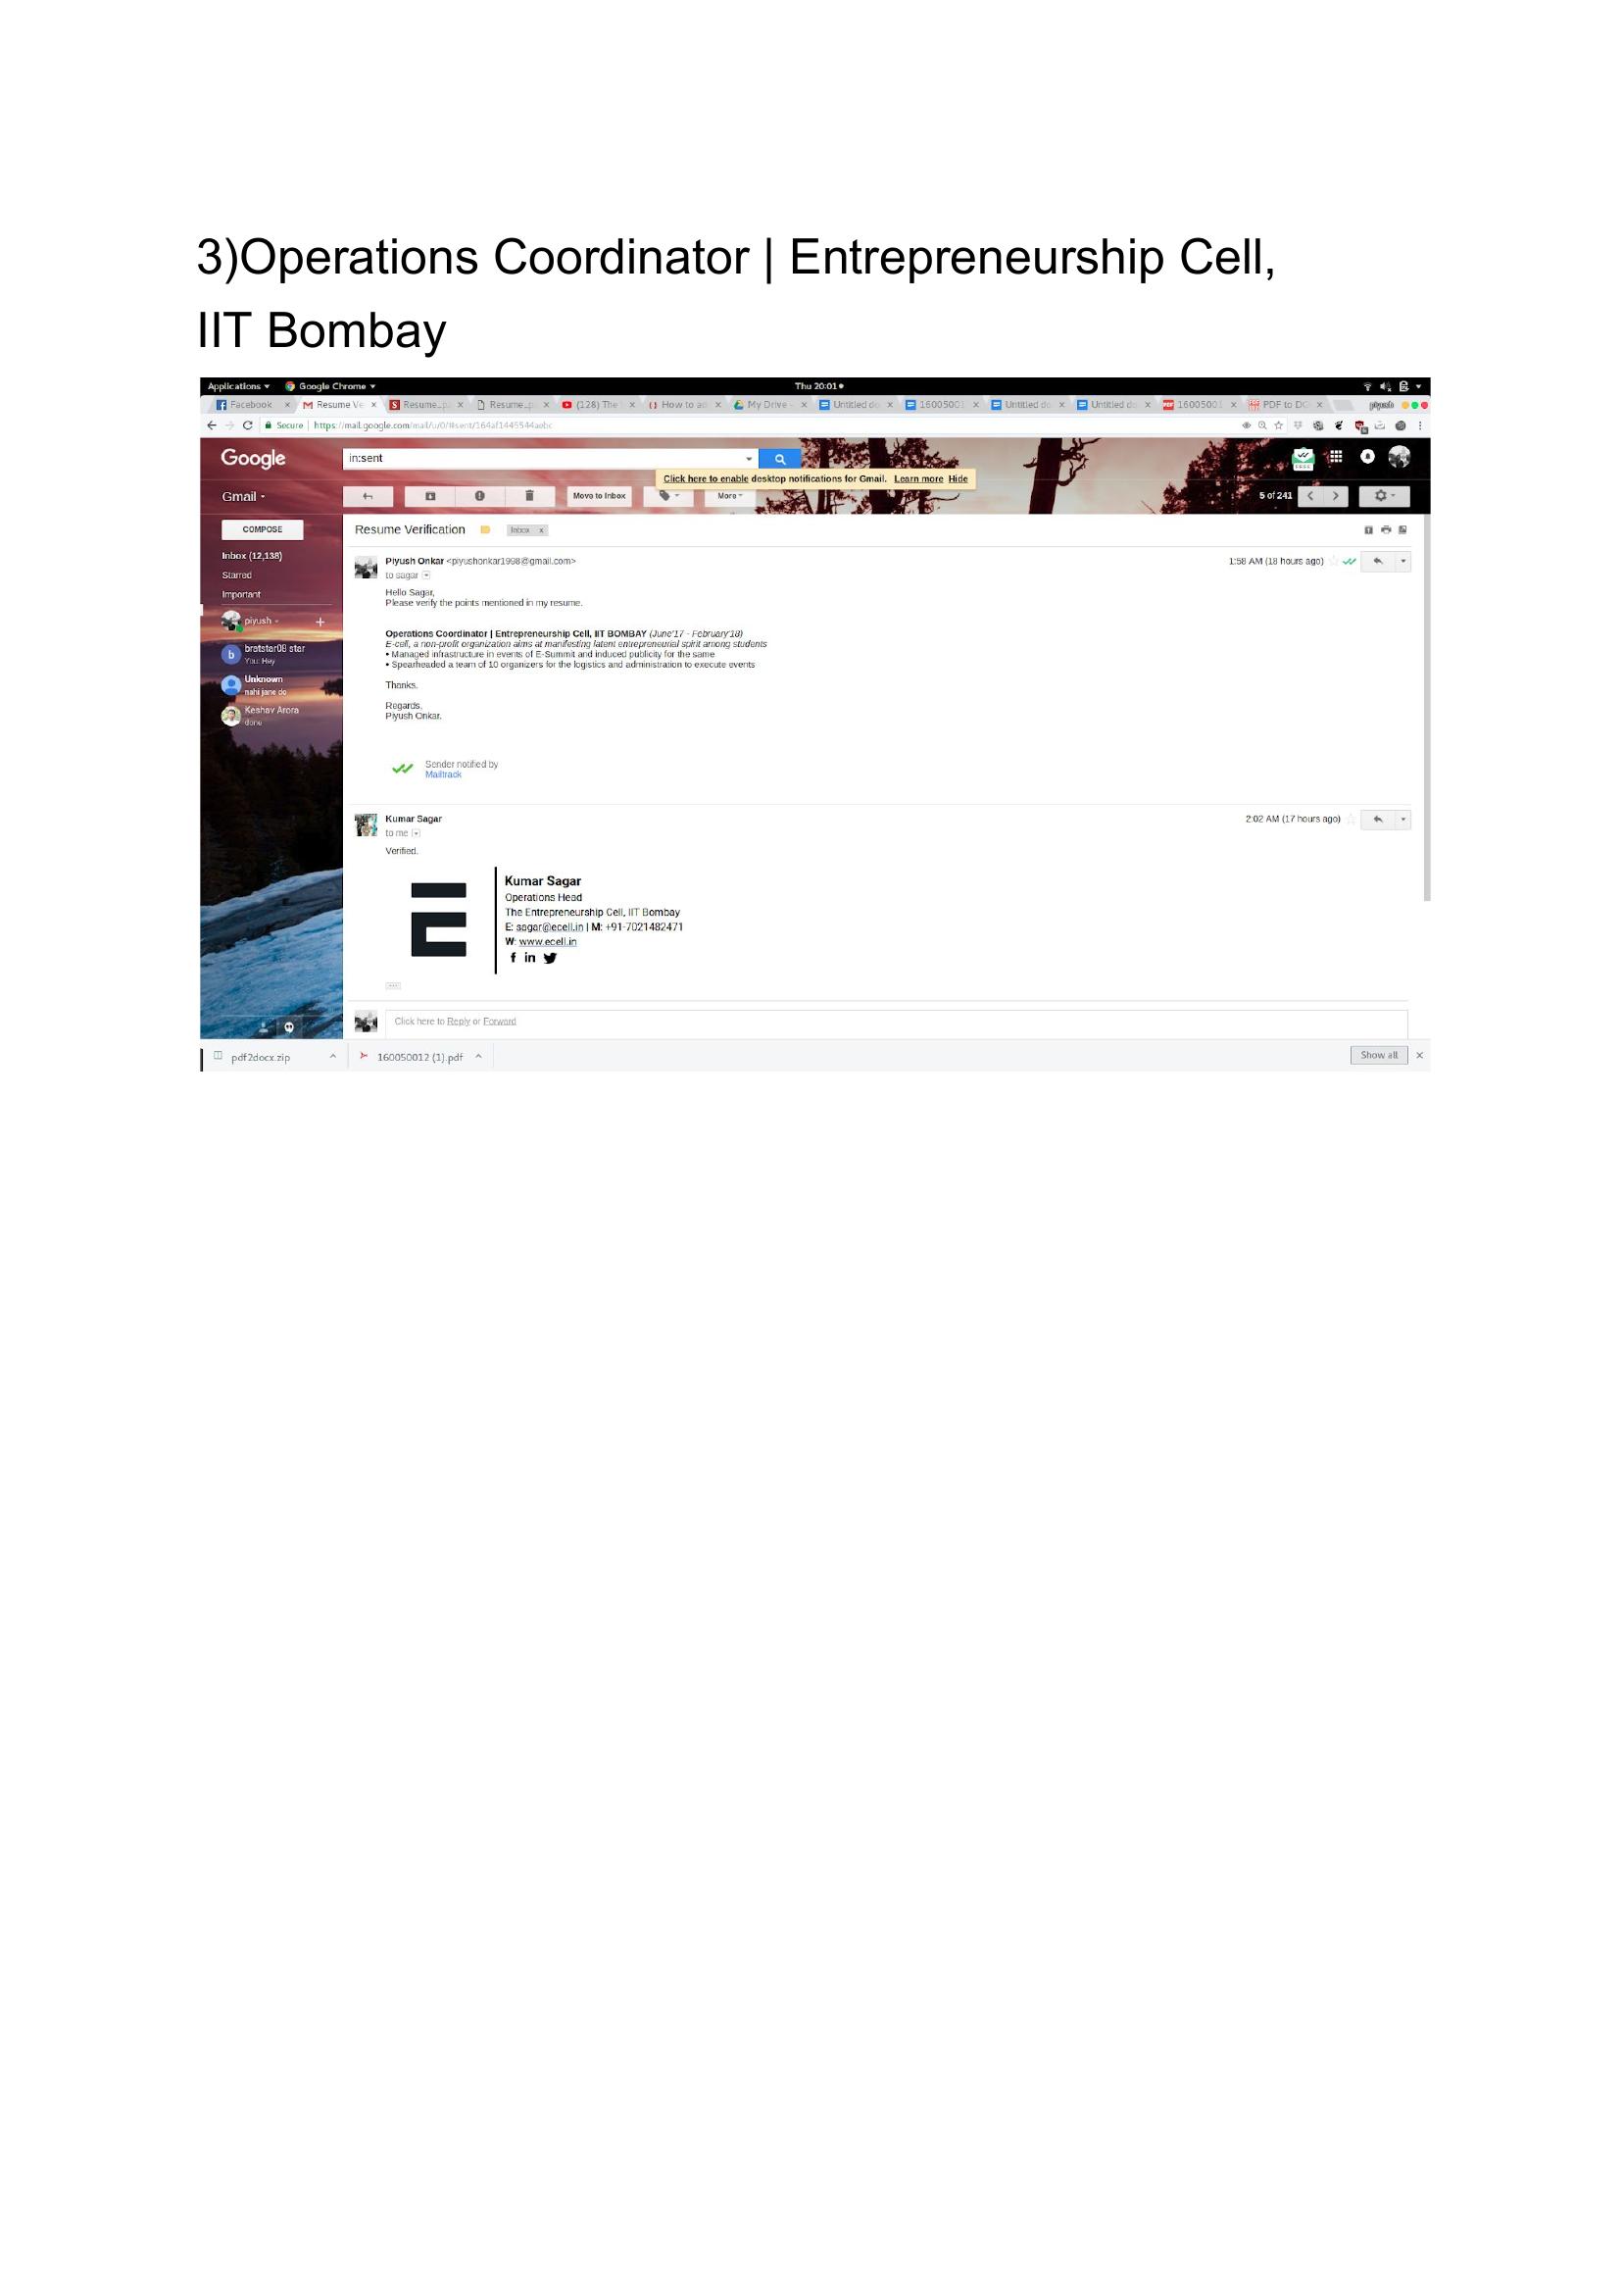 3)Operations Coordinator | Entrepreneurship Cell,
IIT Bombay
Applications Google Chrome Thu 20:01
Facebook Resume Ve Resume_p Resume_p (128) The How to ad My Drive - Untitled do 16005001 Untitled do Untitled do 16005001 PDF to DO piyush
Secure https://mail.google.com/mail/u/0/#sent/
Google in:sent
Click here to enable desktop notifications for Gmail. Learn more Hide
Gmail Move to Inbox More 5 of 241
COMPOSE Resume Verification Inbox x
Inbox (12,138)
Starred
Important
piyush
bratstar08 star
You: Hey
Unknown
nahi jane do
Keshav Arora
done
Piyush Onkar <piyushonkar1998@gmail.com> 1:58 AM (18 hours ago)
to sagar
Hello Sagar,
Please verify the points mentioned in my resume.
Operations Coordinator | Entrepreneurship Cell, IIT BOMBAY (June'17 - February'18)
E-cell, a non-profit organization aims at manifesting latent entrepreneurial spirit among students
• Managed infrastructure in events of E-Summit and induced publicity for the same
• Spearheaded a team of 10 organizers for the logistics and administration to execute events
Thanks.
Regards,
Piyush Onkar.
Sender notified by
Mailtrack
Kumar Sagar 2:02 AM (17 hours ago)
to me
Verified.
Kumar Sagar
Operations Head
The Entrepreneurship Cell, IIT Bombay
E: sagar@ecell.in | M: +91-7021482471
W: www.ecell.in
Click here to Reply or Forward
pdf2docx.zip 160050012 (1).pdf Show all